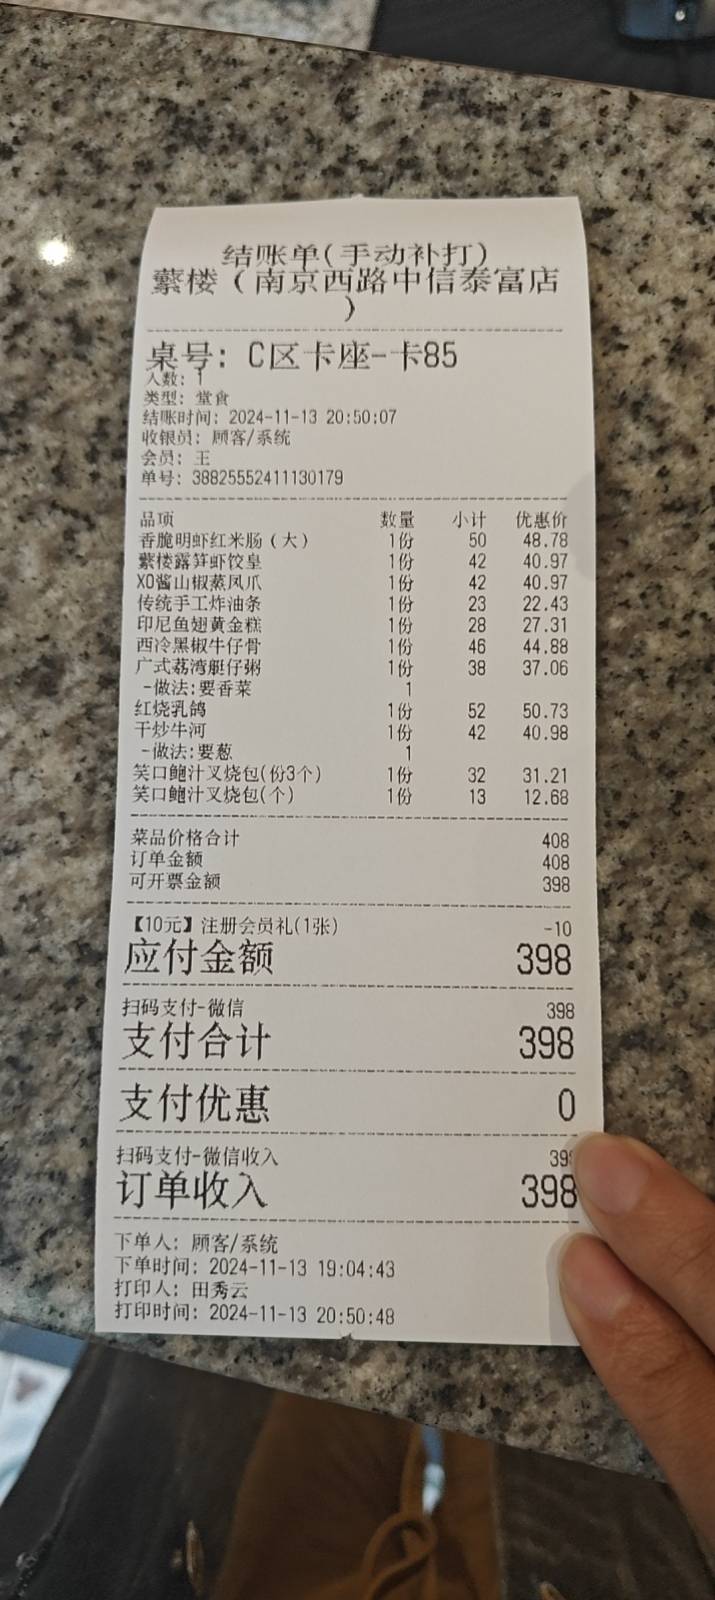 结账单(手动补打)
蘩楼（南京西路中信泰富店
）
桌号: C区卡座-卡85
人数: 1
类型: 堂食
结账时间: 2024-11-13 20:50:07
收银员: 顾客/系统
会员: 王
单号: 38825552411130179
品项 数量 小计 优惠价
香脆明虾红米肠（大） 1份 50 48.78
蘩楼露笋虾饺皇 1份 42 40.97
XO酱山椒蒸凤爪 1份 42 40.97
传统手工炸油条 1份 23 22.43
印尼鱼翅黄金糕 1份 28 27.31
西冷黑椒牛仔骨 1份 46 44.88
广式荔湾艇仔粥 1份 38 37.06
-做法:要香菜 1
红烧乳鸽 1份 52 50.73
干炒牛河 1份 42 40.98
-做法:要葱 1
笑口鲍汁叉烧包(份3个) 1份 32 31.21
笑口鲍汁叉烧包(个) 1份 13 12.68
菜品价格合计 408
订单金额 408
可开票金额 398
【10元】注册会员礼(1张) -10
应付金额 398
扫码支付-微信 398
支付合计 398
支付优惠 0
扫码支付-微信收入 398
订单收入 398
下单人: 顾客/系统
下单时间: 2024-11-13 19:04:43
打印人: 田秀云
打印时间: 2024-11-13 20:50:48